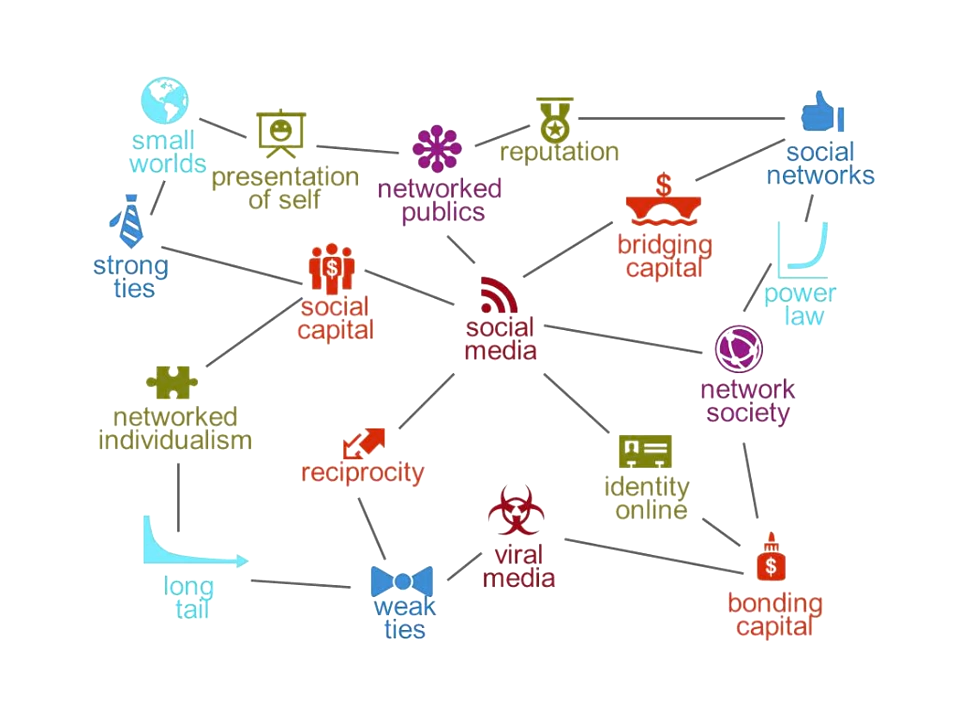 small
worlds
presentation
of self
networked
publics
reputation
social
networks
$
bridging
capital
strong
ties
$
social
capital
social
media
power
law
networked
individualism
network
society
reciprocity
identity
online
viral
media
long
tail
weak
ties
$
bonding
capital